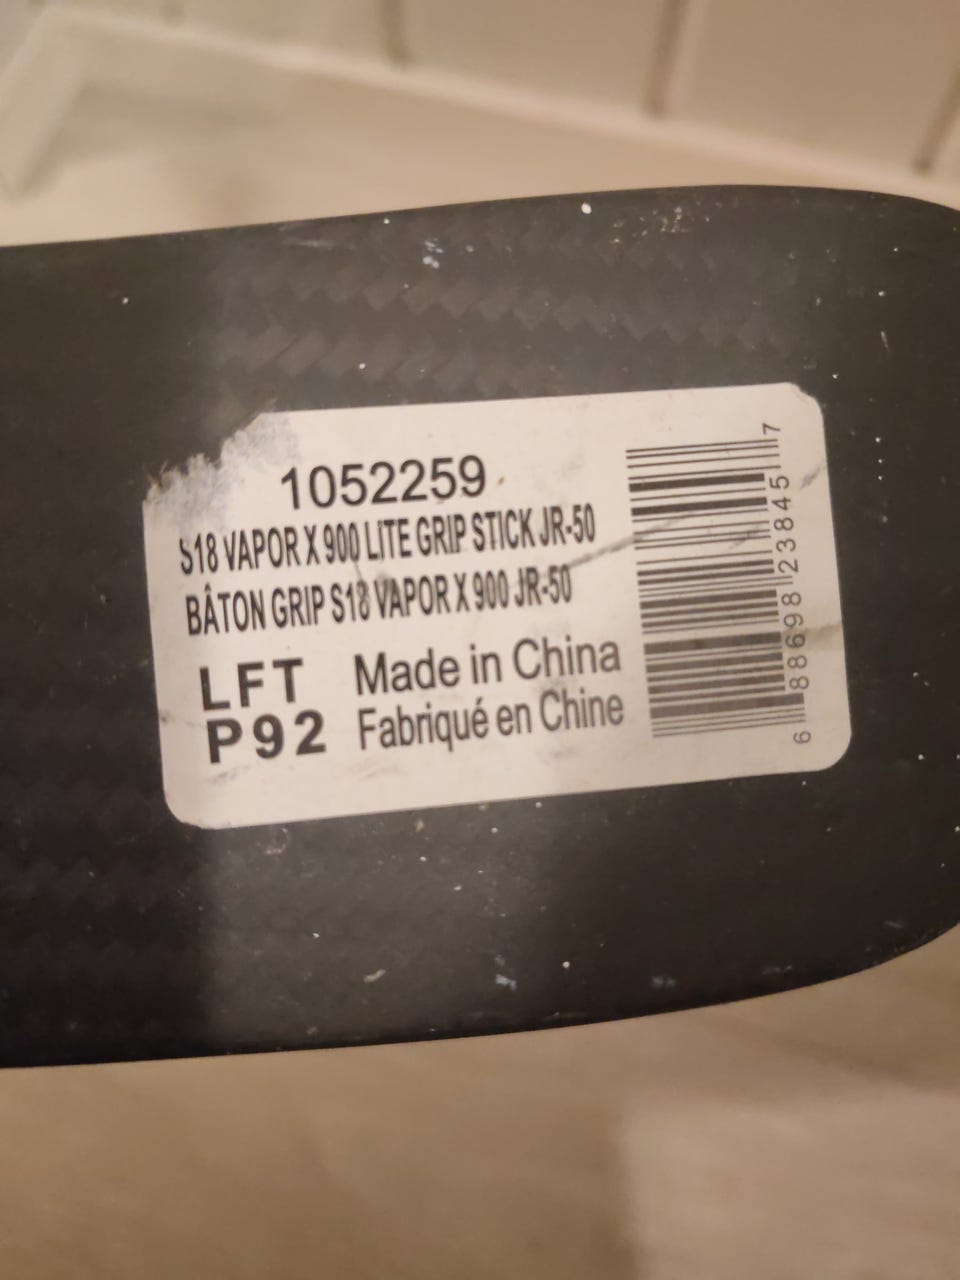 1052259
S18 VAPOR X 900 LITE GRIP STICK JR-50
BÂTON GRIP S18 VAPOR X 900 JR-50
LFT Made in China
P92 Fabriqué en Chine
6 88698 23845 7